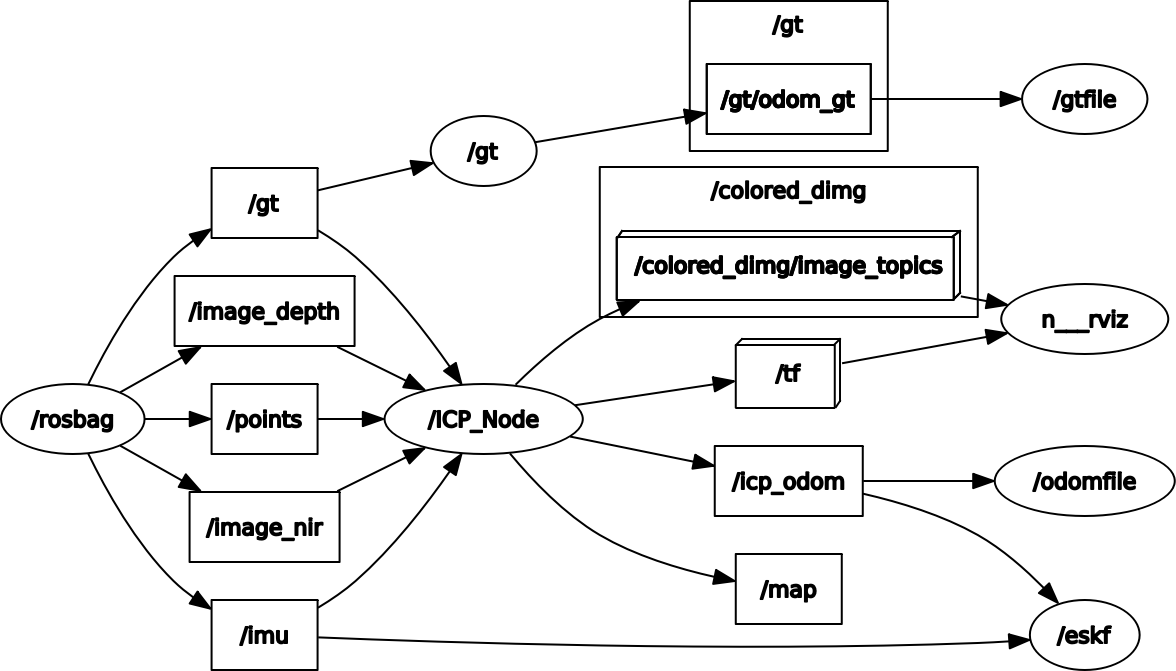 /gt
/gt/odom_gt
/gtfile
/gt
/gt
/colored_dimg
/colored_dimg/image_topics
/image_depth
n___rviz
/tf
/rosbag
/points
/ICP_Node
/icp_odom
/odomfile
/image_nir
/map
/imu
/eskf